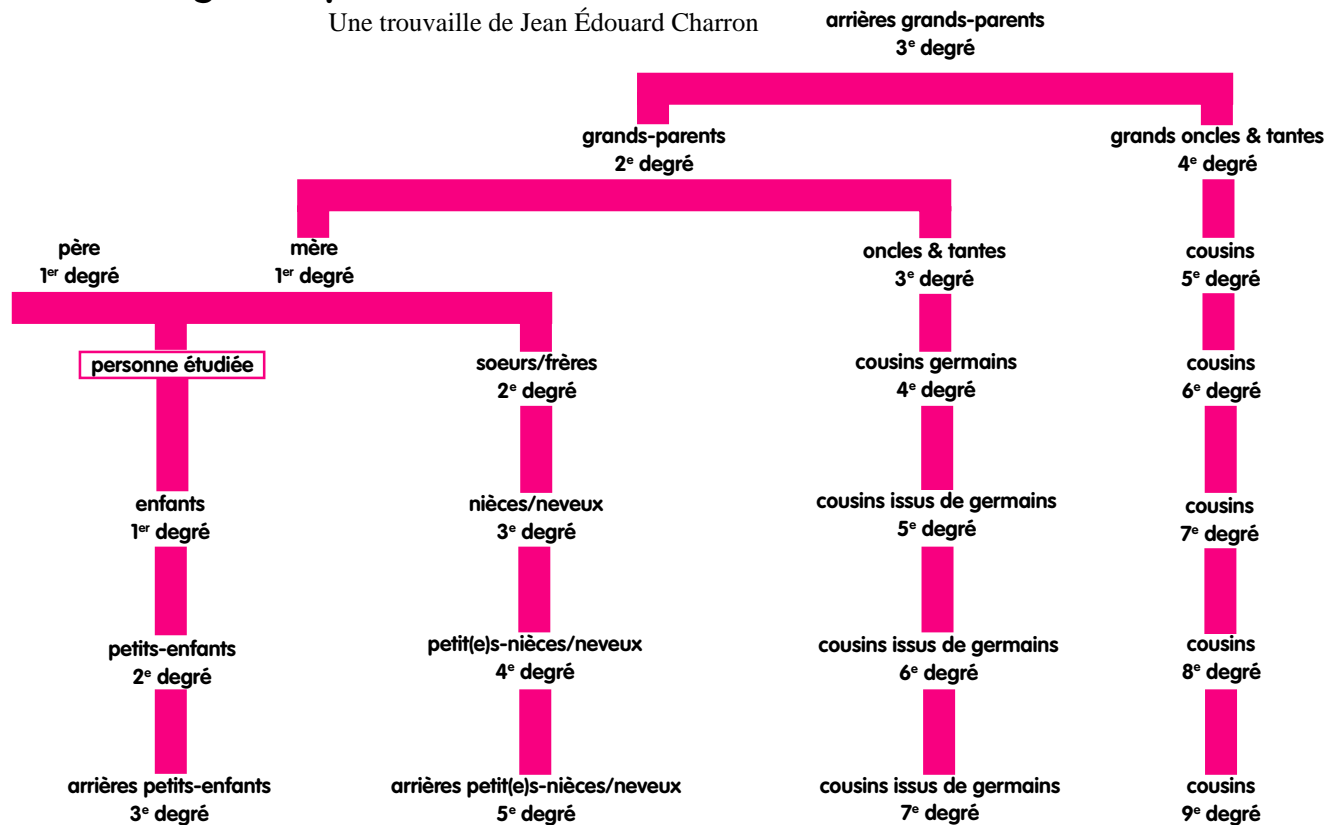 Une trouvaille de Jean Édouard Charron
arrières grands-parents
3e degré
grands-parents
2e degré
grands oncles & tantes
4e degré
père
1er degré
mère
1er degré
oncles & tantes
3e degré
cousins
5e degré
personne étudiée
soeurs/frères
2e degré
cousins germains
4e degré
cousins
6e degré
enfants
1er degré
nièces/neveux
3e degré
cousins issus de germains
5e degré
cousins
7e degré
petits-enfants
2e degré
petit(e)s-nièces/neveux
4e degré
cousins issus de germains
6e degré
cousins
8e degré
arrières petits-enfants
3e degré
arrières petit(e)s-nièces/neveux
5e degré
cousins issus de germains
7e degré
cousins
9e degré